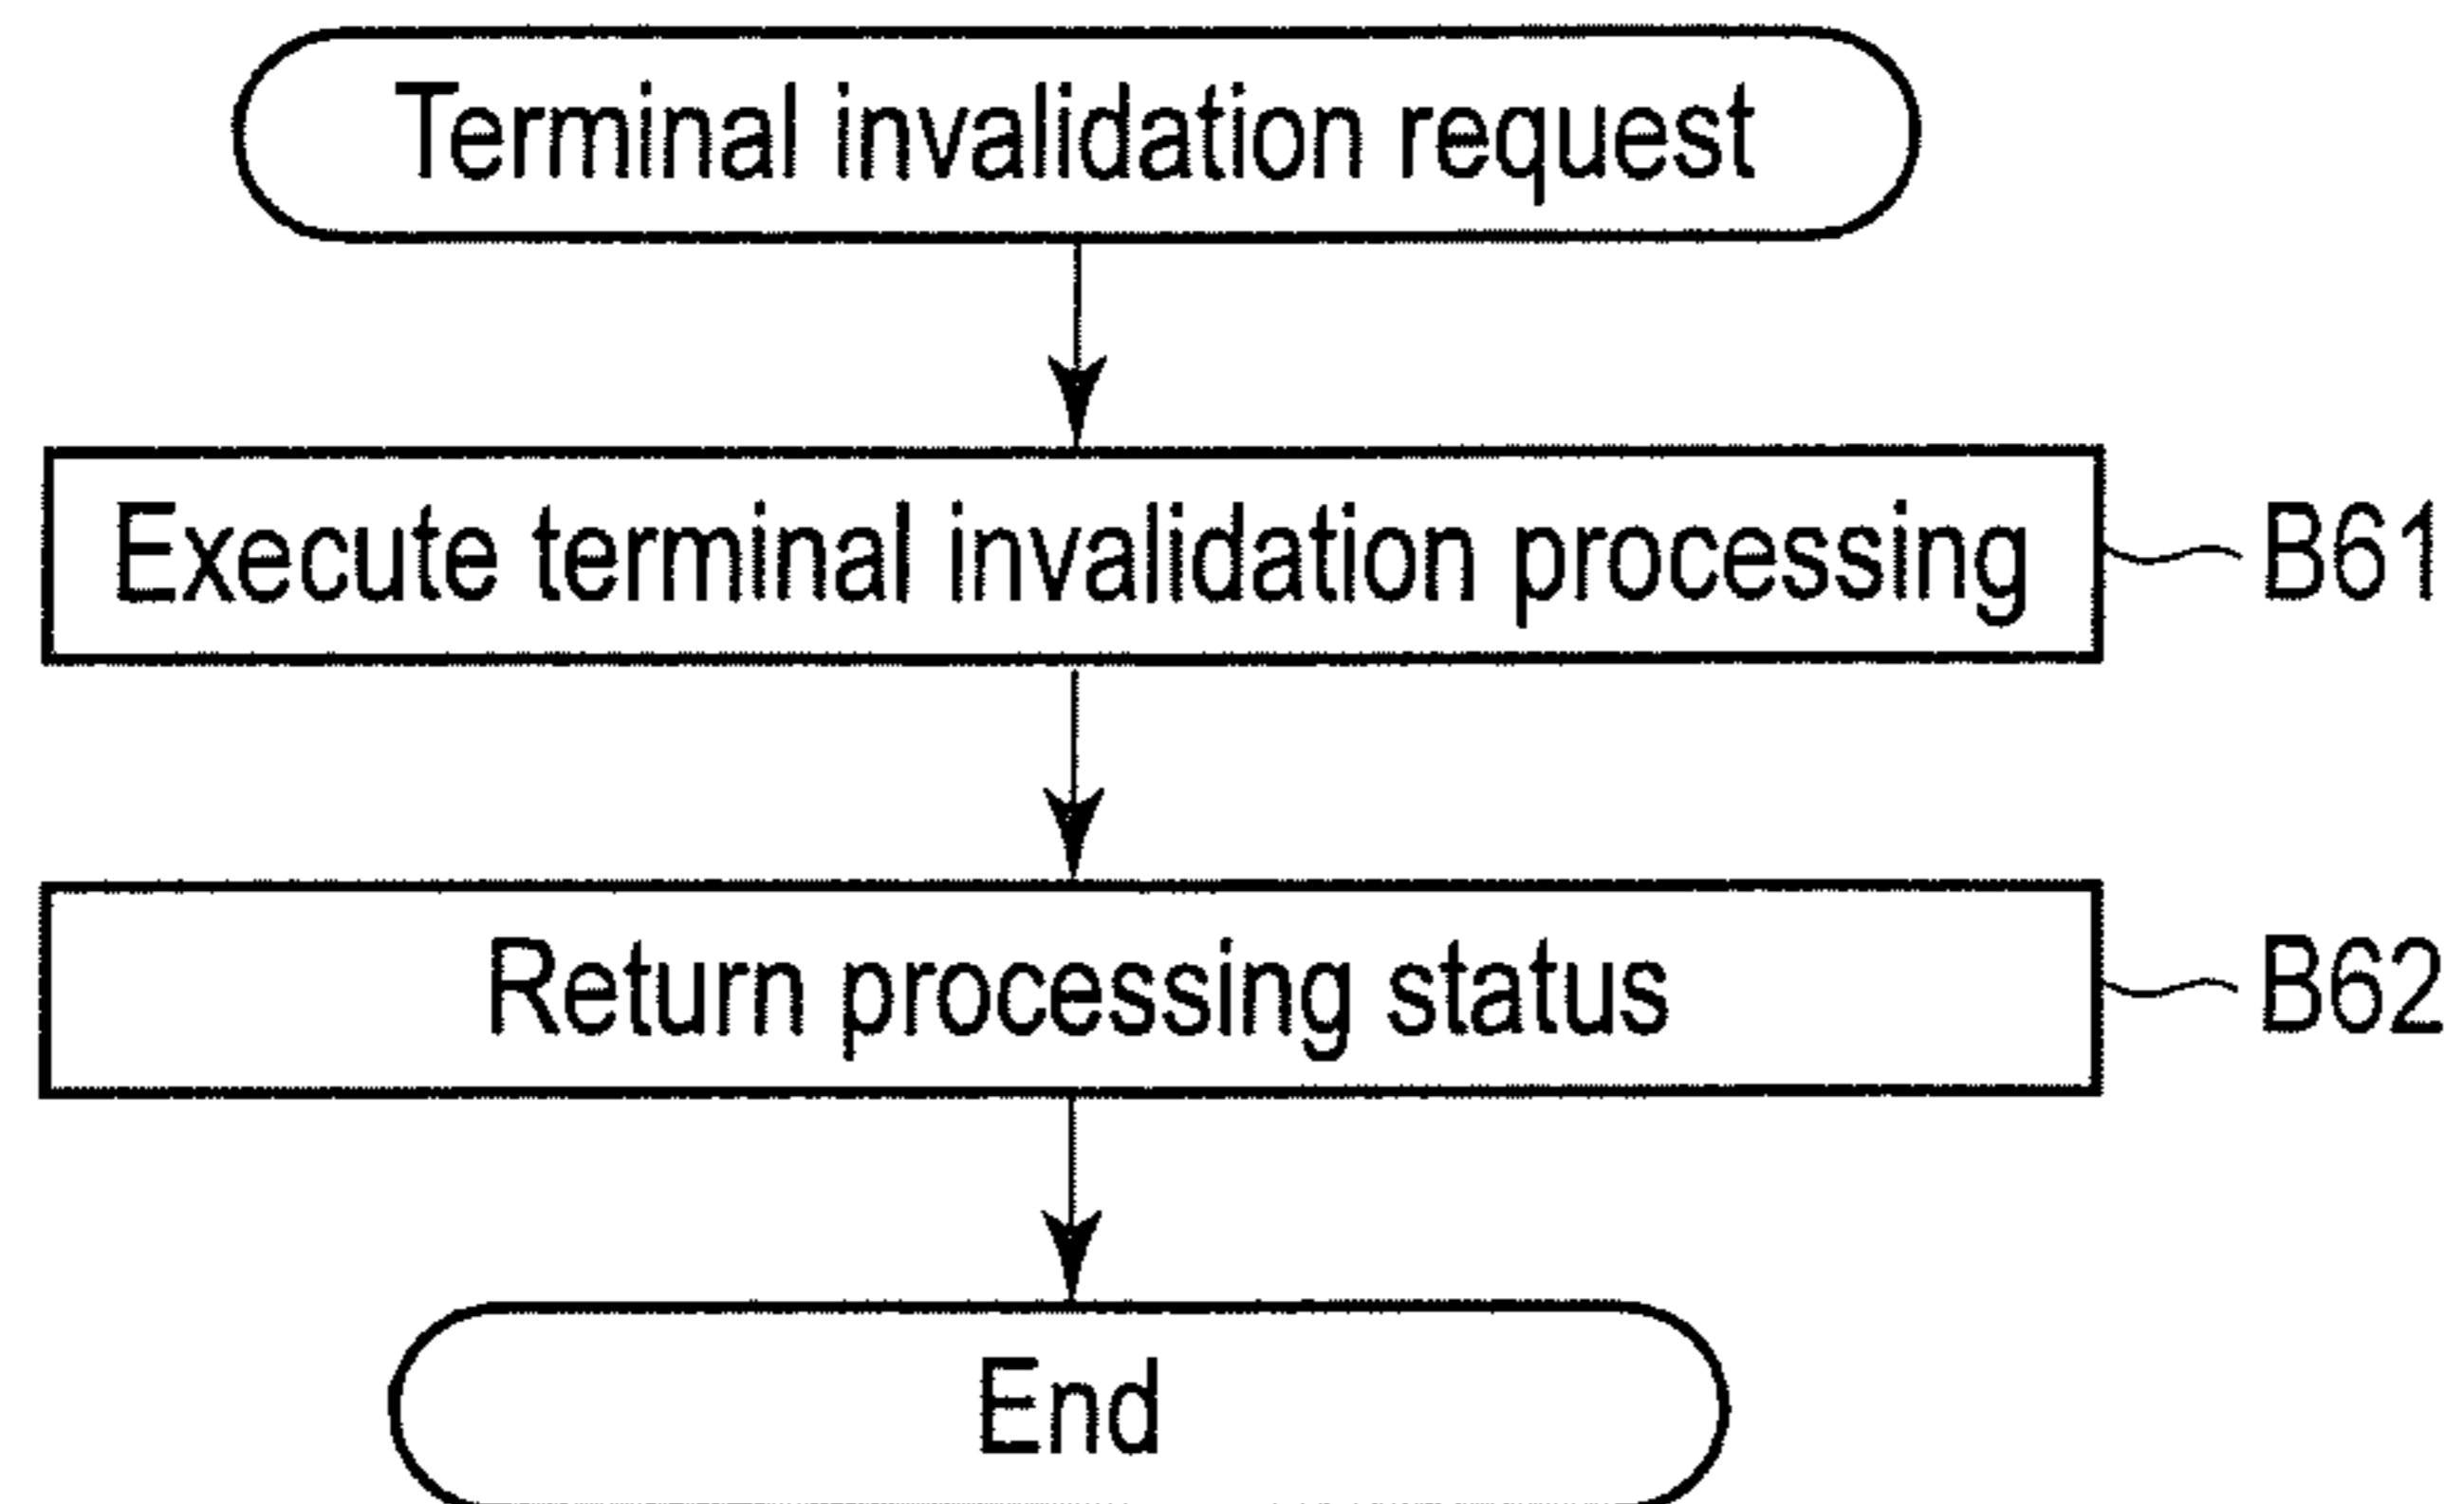 Terminal invalidation request
Execute terminal invalidation processing B61
Return processing status B62
End